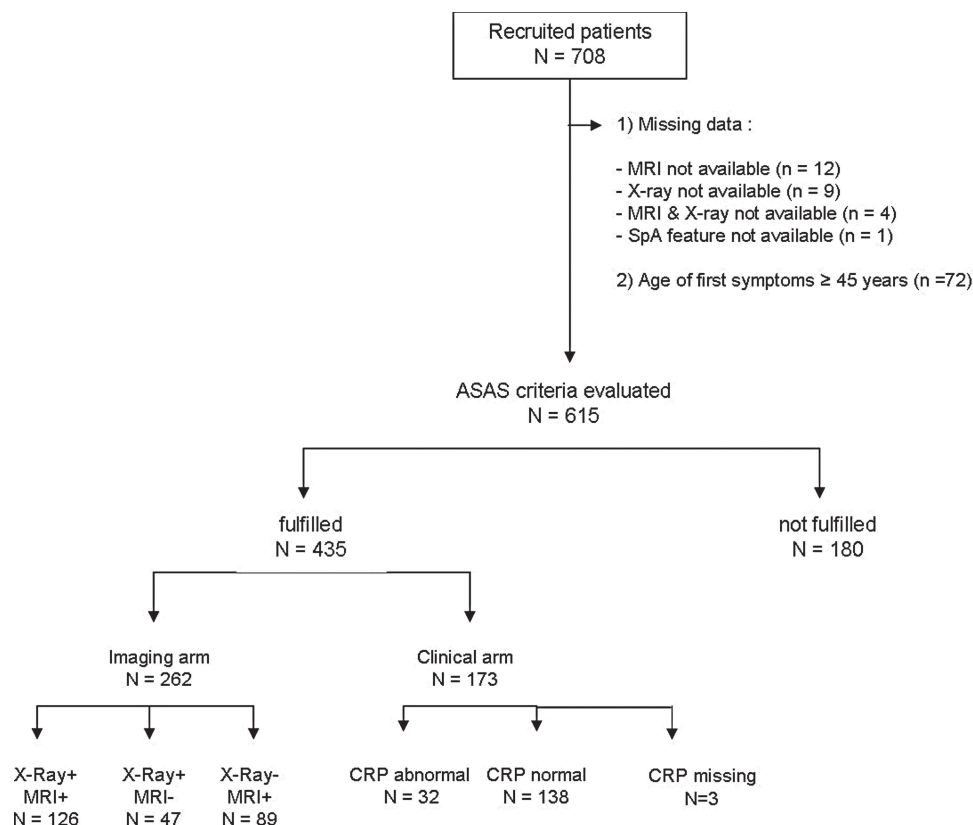 Recruited patients
N = 708
1) Missing data :
- MRI not available (n = 12)
- X-ray not available (n = 9)
- MRI & X-ray not available (n = 4)
- SpA feature not available (n = 1)
2) Age of first symptoms ≥ 45 years (n =72)
ASAS criteria evaluated
N = 615
fulfilled
N = 435
not fulfilled
N = 180
Imaging arm
N = 262
Clinical arm
N = 173
X-Ray+
MRI+
N = 126
X-Ray+
MRI-
N = 47
X-Ray-
MRI+
N = 89
CRP abnormal
N = 32
CRP normal
N = 138
CRP missing
N=3